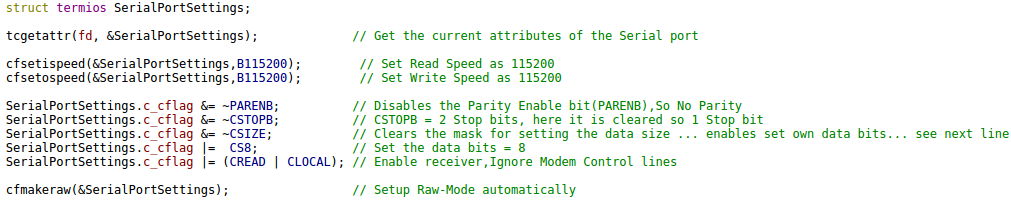 struct termios SerialPortSettings;
tcgetattr(fd, &SerialPortSettings); // Get the current attributes of the Serial port
cfsetispeed(&SerialPortSettings,B115200); // Set Read Speed as 115200
cfsetospeed(&SerialPortSettings,B115200); // Set Write Speed as 115200
SerialPortSettings.c_cflag &= ~PARENB; // Disables the Parity Enable bit(PARENB),So No Parity
SerialPortSettings.c_cflag &= ~CSTOPB; // CSTOPB = 2 Stop bits, here it is cleared so 1 Stop bit
SerialPortSettings.c_cflag &= ~CSIZE; // Clears the mask for setting the data size ... enables set own data bits... see next line
SerialPortSettings.c_cflag |= CS8; // Set the data bits = 8
SerialPortSettings.c_cflag |= (CREAD | CLOCAL); // Enable receiver,Ignore Modem Control lines
cfmakeraw(&SerialPortSettings); // Setup Raw-Mode automatically